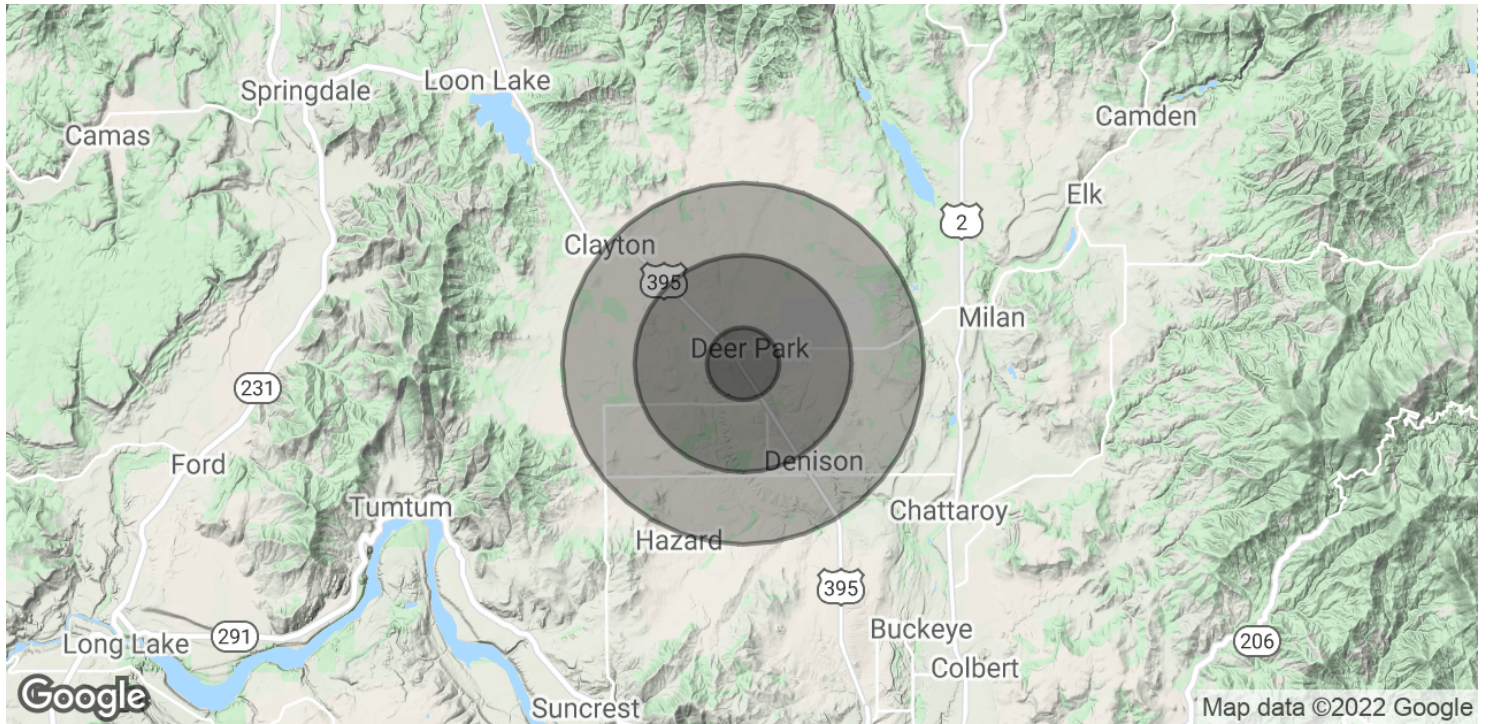 Loon Lake
Springdale
Camden
Camas
Elk
2
Clayton
395
Milan
Deer Park
231
Denison
Ford
Tumtum
Chattaroy
Hazard
395
Buckeye
291
206
Long Lake
Colbert
Google
Suncrest
Map data ©2022 Google